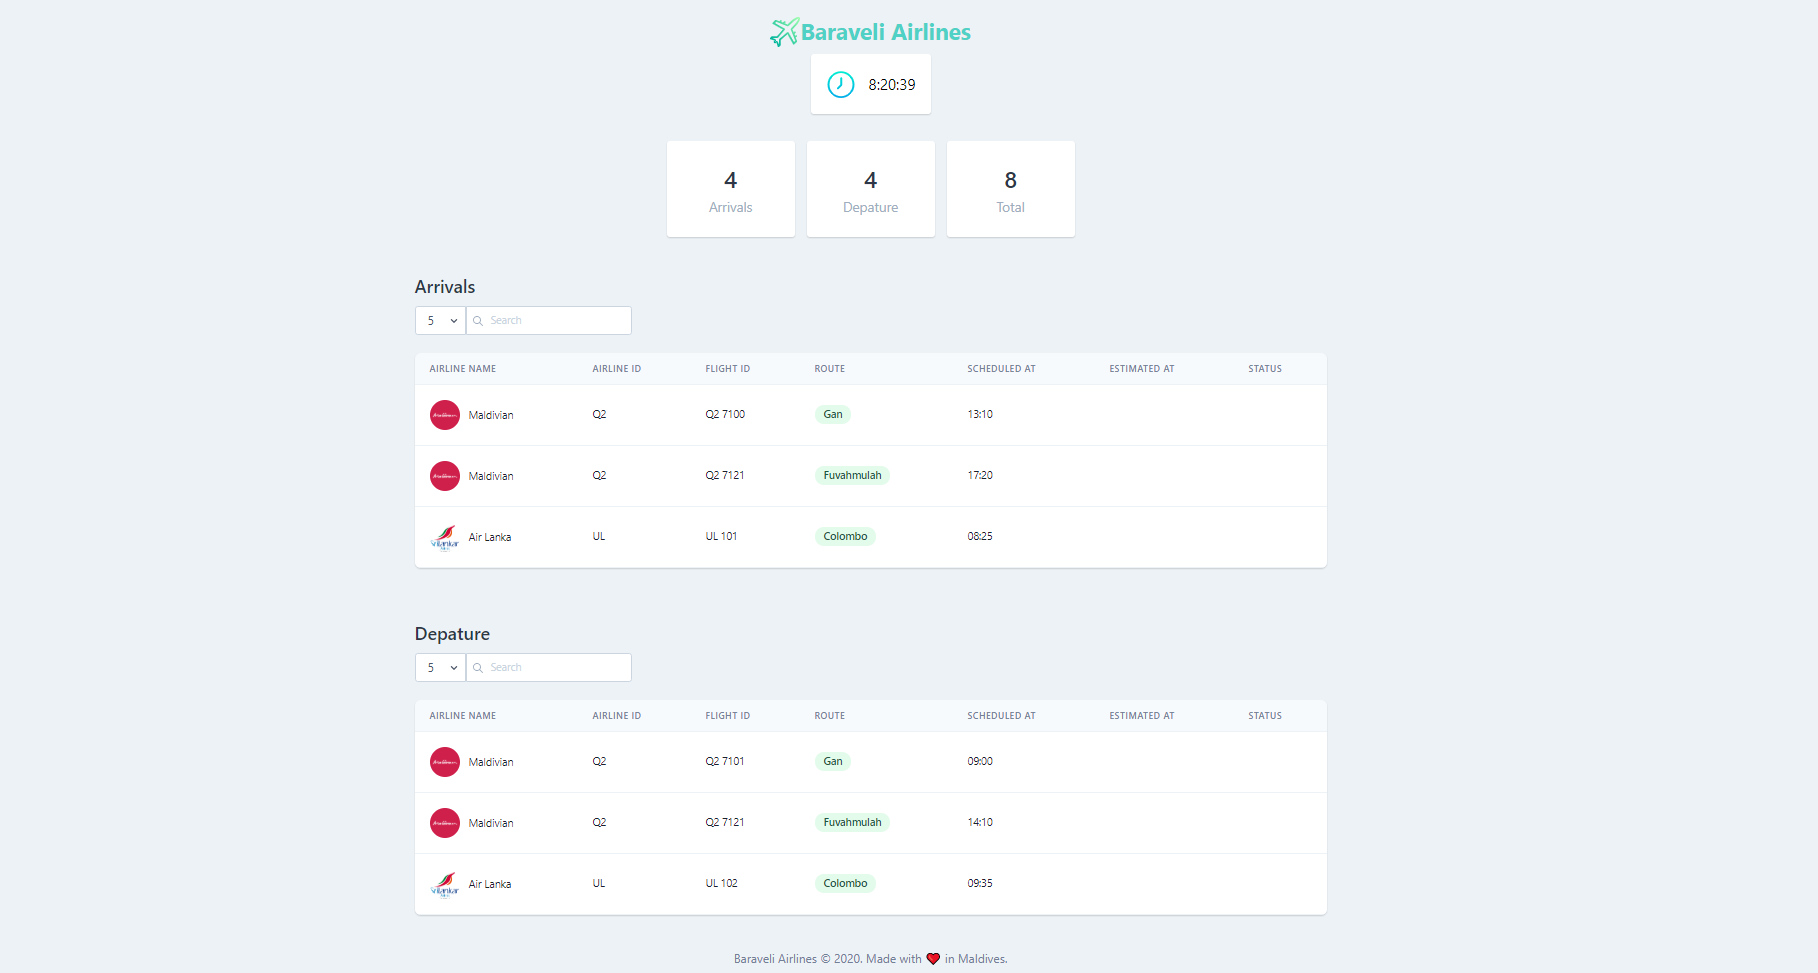 Baraveli Airlines
8:20:39
4 4 8
Arrivals Depature Total
Arrivals
5 Search
AIRLINE NAME AIRLINE ID FLIGHT ID ROUTE SCHEDULED AT ESTIMATED AT STATUS
Maldivian Q2 Q2 7100 Gan 13:10
Maldivian Q2 Q2 7121 Fuvahmulah 17:20
Air Lanka UL UL 101 Colombo 08:25
Depature
5 Search
AIRLINE NAME AIRLINE ID FLIGHT ID ROUTE SCHEDULED AT ESTIMATED AT STATUS
Maldivian Q2 Q2 7101 Gan 09:00
Maldivian Q2 Q2 7121 Fuvahmulah 14:10
Air Lanka UL UL 102 Colombo 09:35
Baraveli Airlines © 2020. Made with ❤️ in Maldives.